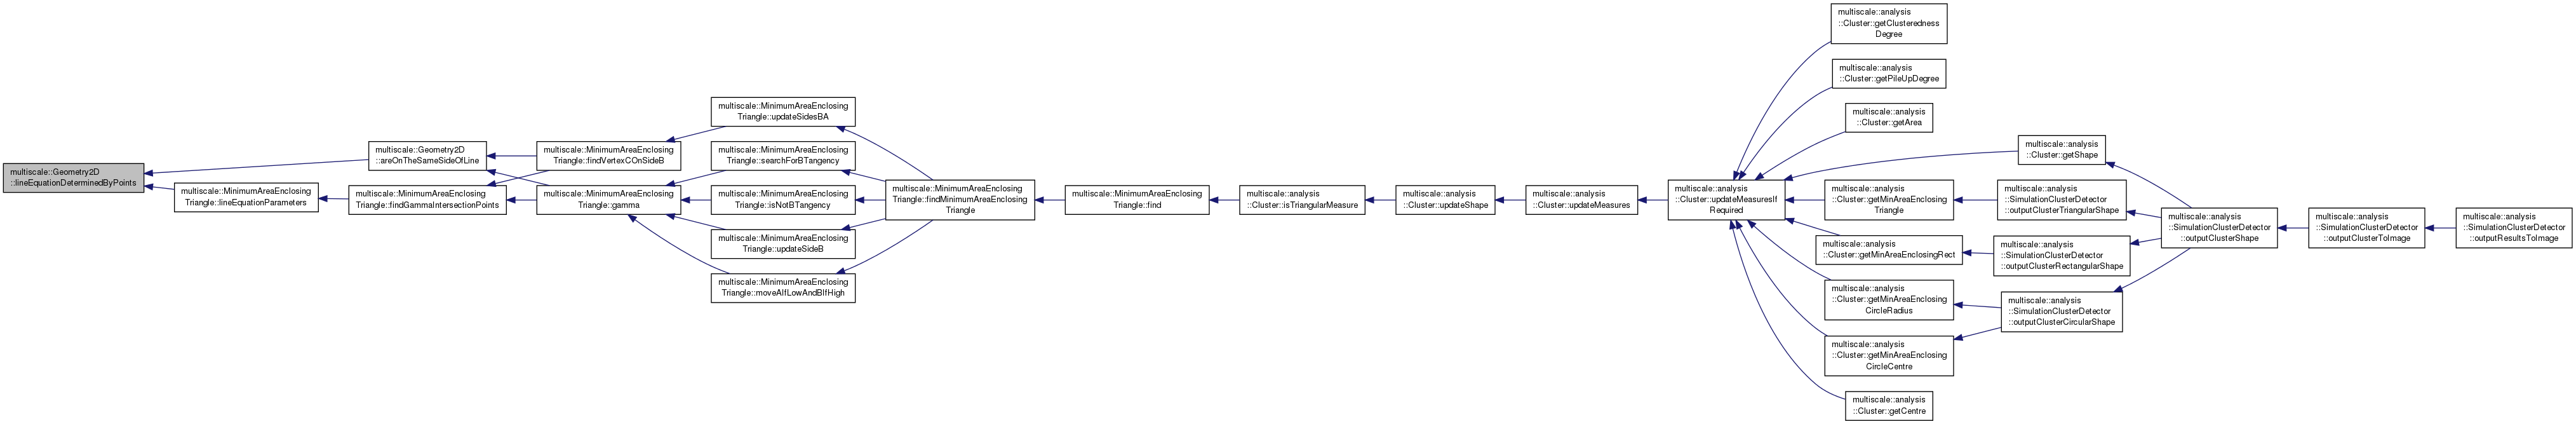 multiscale::Geometry2D
::lineEquationDeterminedByPoints
multiscale::Geometry2D
::areOnTheSameSideOfLine
multiscale::MinimumAreaEnclosing
Triangle::lineEquationParameters
multiscale::MinimumAreaEnclosing
Triangle::findGammaIntersectionPoints
multiscale::MinimumAreaEnclosing
Triangle::findVertexCOnSideB
multiscale::MinimumAreaEnclosing
Triangle::gamma
multiscale::MinimumAreaEnclosing
Triangle::updateSidesBA
multiscale::MinimumAreaEnclosing
Triangle::searchForBTangency
multiscale::MinimumAreaEnclosing
Triangle::isNotBTangency
multiscale::MinimumAreaEnclosing
Triangle::updateSideB
multiscale::MinimumAreaEnclosing
Triangle::moveAIfLowAndBIfHigh
multiscale::MinimumAreaEnclosing
Triangle::findMinimumAreaEnclosing
Triangle
multiscale::MinimumAreaEnclosing
Triangle::find
multiscale::analysis
::Cluster::isTriangularMeasure
multiscale::analysis
::Cluster::updateShape
multiscale::analysis
::Cluster::updateMeasures
multiscale::analysis
::Cluster::updateMeasuresIf
Required
multiscale::analysis
::Cluster::getClusteredness
Degree
multiscale::analysis
::Cluster::getPileUpDegree
multiscale::analysis
::Cluster::getArea
multiscale::analysis
::Cluster::getShape
multiscale::analysis
::Cluster::getMinAreaEnclosing
Triangle
multiscale::analysis
::Cluster::getMinAreaEnclosingRect
multiscale::analysis
::Cluster::getMinAreaEnclosing
CircleRadius
multiscale::analysis
::Cluster::getMinAreaEnclosing
CircleCentre
multiscale::analysis
::Cluster::getCentre
multiscale::analysis
::SimulationClusterDetector
::outputClusterTriangularShape
multiscale::analysis
::SimulationClusterDetector
::outputClusterRectangularShape
multiscale::analysis
::SimulationClusterDetector
::outputClusterCircularShape
multiscale::analysis
::SimulationClusterDetector
::outputClusterShape
multiscale::analysis
::SimulationClusterDetector
::outputClusterToImage
multiscale::analysis
::SimulationClusterDetector
::outputResultsToImage